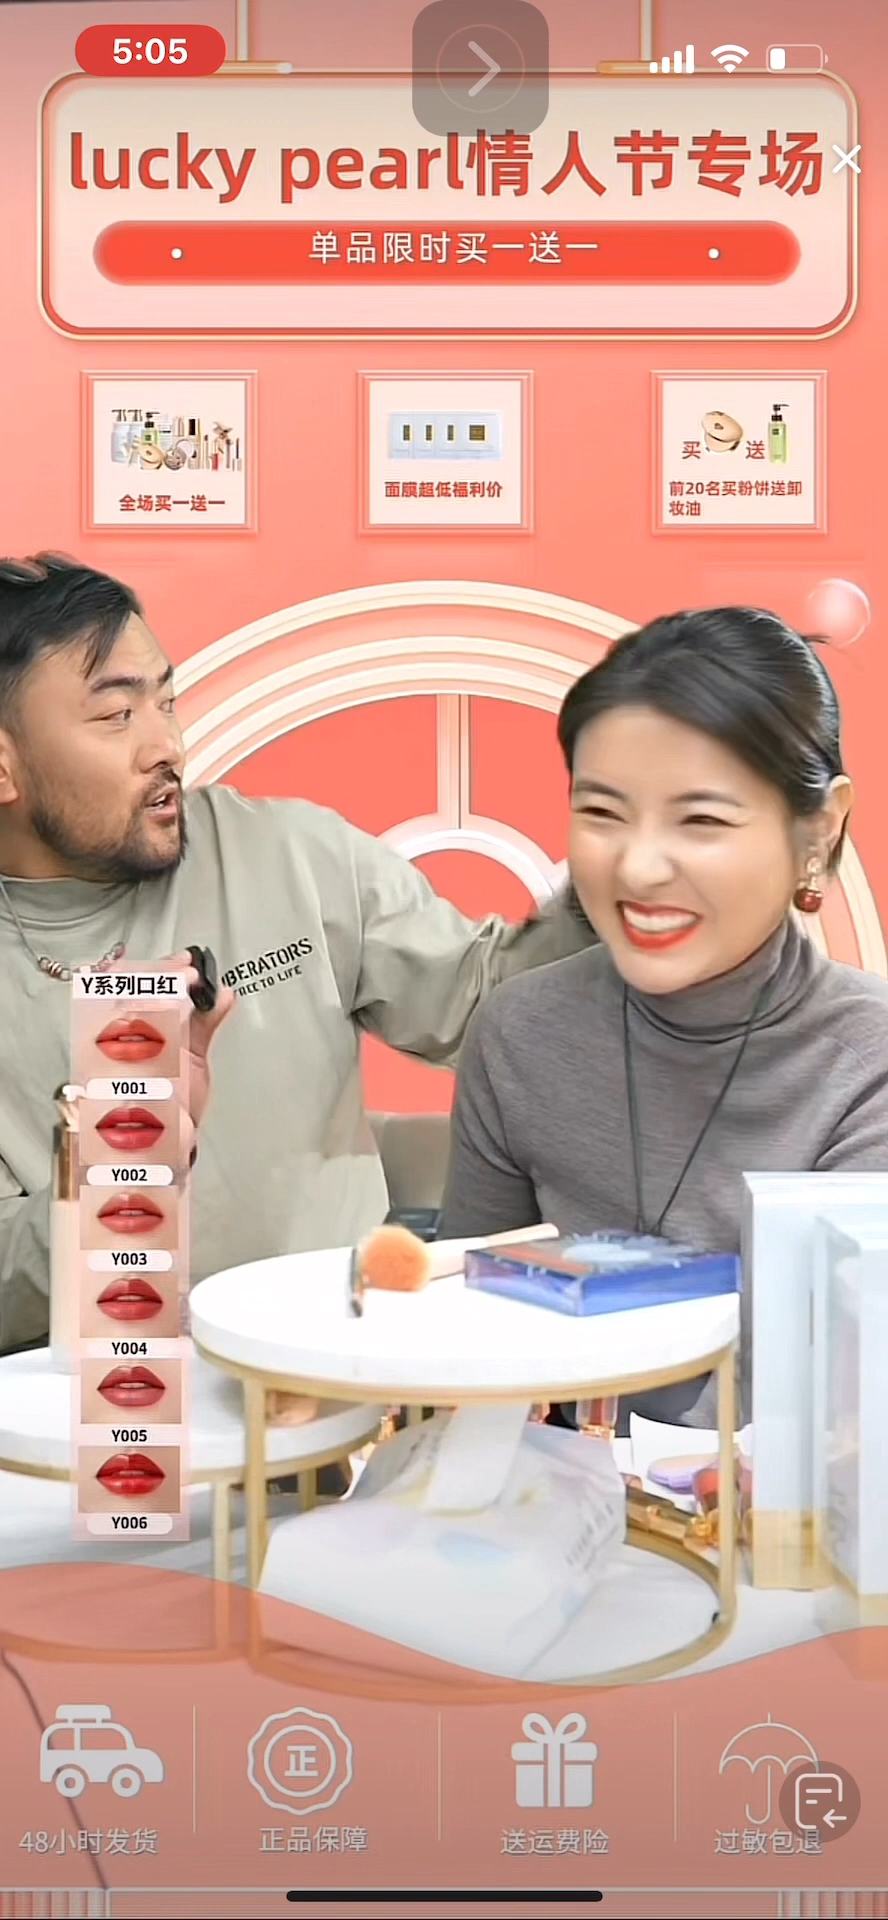 5:05
lucky pearl情人节专场
单品限时买一送一
全场买一送一
面膜超低福利价
买 送
前20名买粉饼送卸
妆油
BERATORS
FREE TO LIFE
Y系列口红
Y001
Y002
Y003
Y004
Y005
Y006
正
48小时发货
正品保障
送运费险
过敏包退